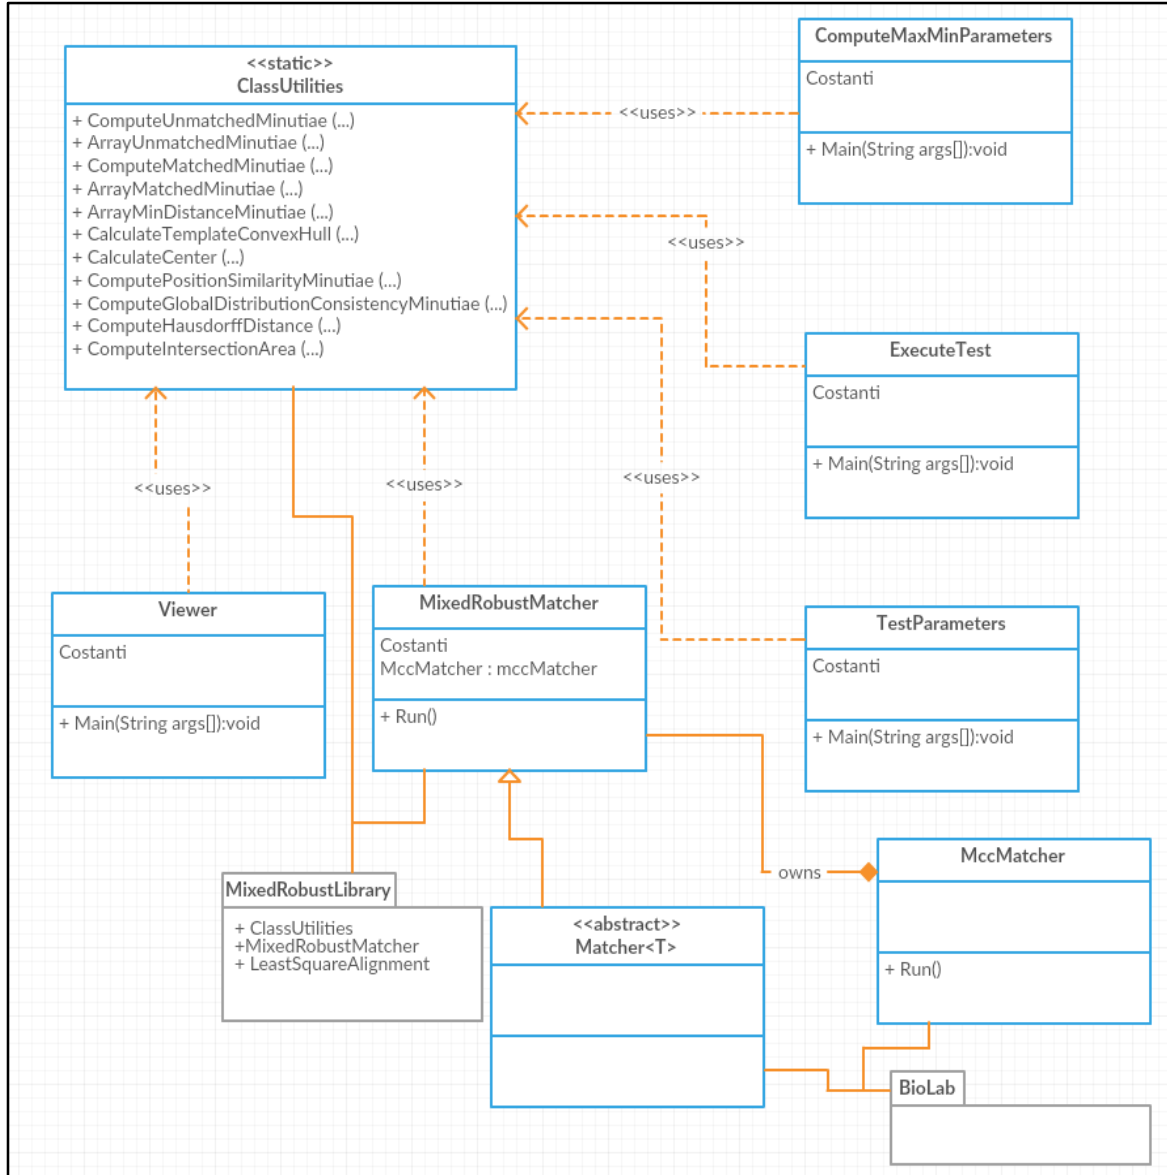 <<static>>
ClassUtilities
+ ComputeUnmatchedMinutiae (...)
+ ArrayUnmatchedMinutiae (...)
+ ComputeMatchedMinutiae (...)
+ ArrayMatchedMinutiae (...)
+ ArrayMinDistanceMinutiae (...)
+ CalculateTemplateConvexHull (...)
+ CalculateCenter (...)
+ ComputePositionSimilarityMinutiae (...)
+ ComputeGlobalDistributionConsistencyMinutiae (...)
+ ComputeHausdorffDistance (...)
+ ComputeIntersectionArea (...)
<<uses>>
ComputeMaxMinParameters
Costanti
+ Main(String args[]):void
<<uses>>
ExecuteTest
Costanti
+ Main(String args[]):void
<<uses>>
<<uses>>
<<uses>>
Viewer
Costanti
+ Main(String args[]):void
MixedRobustMatcher
Costanti
MccMatcher : mccMatcher
+ Run()
TestParameters
Costanti
+ Main(String args[]):void
owns
MccMatcher
+ Run()
MixedRobustLibrary
+ ClassUtilities
+MixedRobustMatcher
+ LeastSquareAlignment
<<abstract>>
Matcher<T>
BioLab